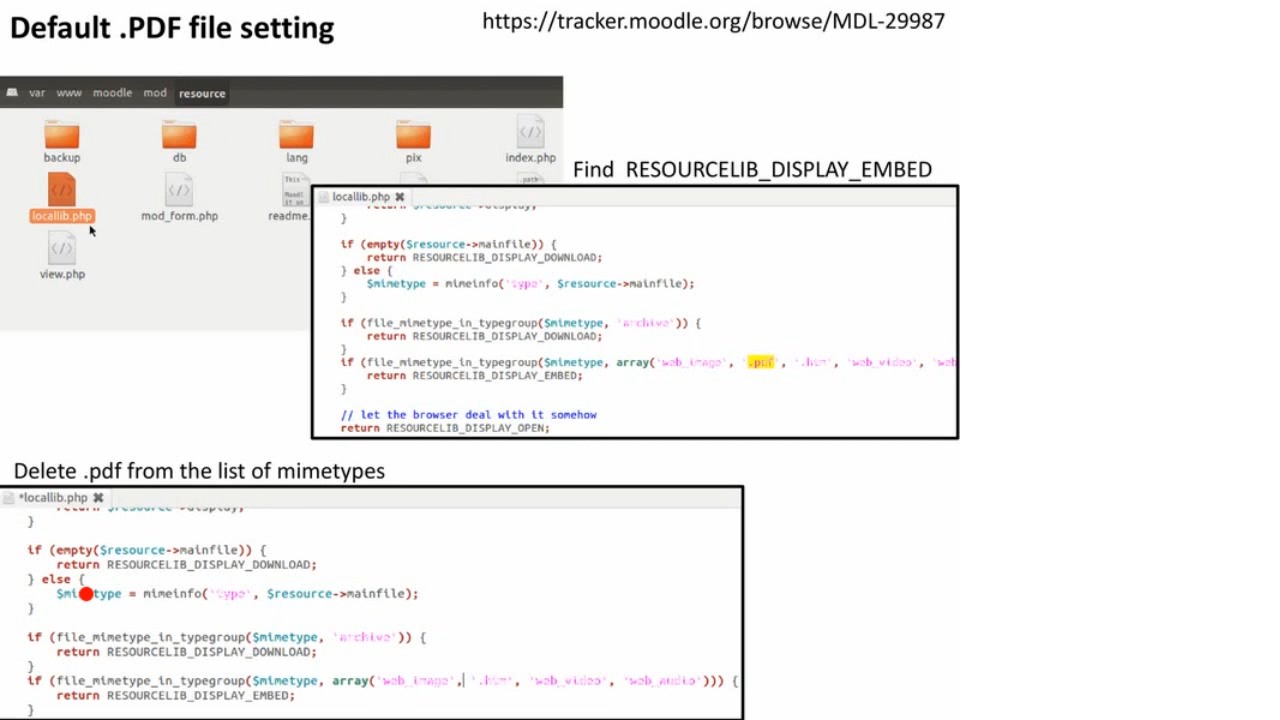 Default .PDF file setting
https://tracker.moodle.org/browse/MDL-29987
var www moodle mod resource
backup db lang pix index.php
Find RESOURCELIB_DISPLAY_EMBED
locallib.php mod_form.php readme.
view.php
locallib.php
}
if (empty($resource->mainfile)) {
return RESOURCELIB_DISPLAY_DOWNLOAD;
} else {
$mimetype = mimeinfo('type', $resource->mainfile);
}
if (file_mimetype_in_typegroup($mimetype, 'archive')) {
return RESOURCELIB_DISPLAY_DOWNLOAD;
}
if (file_mimetype_in_typegroup($mimetype, array('web_image', '.pdf', '.htm', 'web_video', 'web
return RESOURCELIB_DISPLAY_EMBED;
}
// let the browser deal with it somehow
return RESOURCELIB_DISPLAY_OPEN;
Delete .pdf from the list of mimetypes
*locallib.php
}
if (empty($resource->mainfile)) {
return RESOURCELIB_DISPLAY_DOWNLOAD;
} else {
type = mimeinfo('type', $resource->mainfile);
}
if (file_mimetype_in_typegroup($mimetype, 'archive')) {
return RESOURCELIB_DISPLAY_DOWNLOAD;
}
if (file_mimetype_in_typegroup($mimetype, array('web_image', '.htm', 'web_video', 'web_audio'))) {
return RESOURCELIB_DISPLAY_EMBED;
}